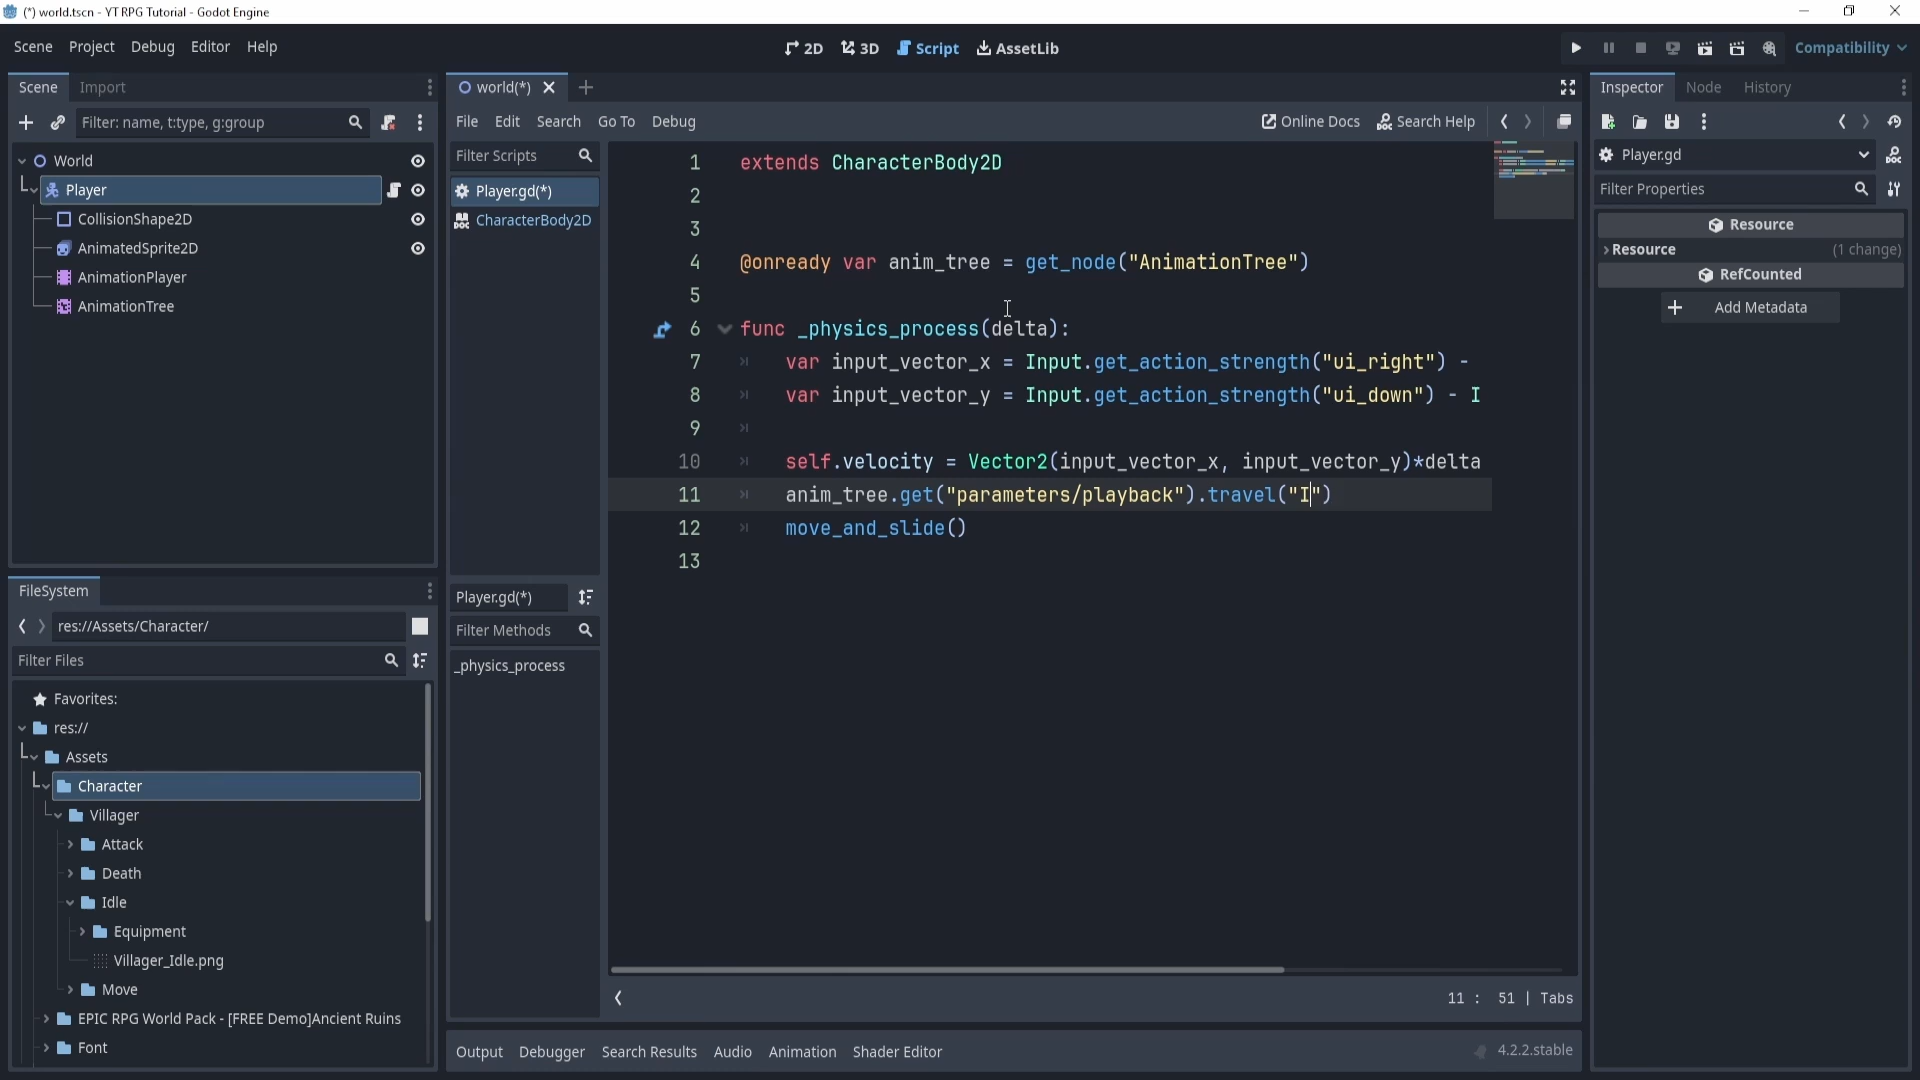 (*) world.tscn - YT RPG Tutorial - Godot Engine
Scene Project Debug Editor Help
2D 3D Script AssetLib
Compatibility
Scene Import
Filter: name, t:type, g:group
World
Player
CollisionShape2D
AnimatedSprite2D
AnimationPlayer
AnimationTree
FileSystem
res://Assets/Character/
Filter Files
Favorites:
res://
Assets
Character
Villager
Attack
Death
Idle
Equipment
Villager_Idle.png
Move
EPIC RPG World Pack - [FREE Demo]Ancient Ruins
Font
world(*)
File Edit Search Go To Debug
Online Docs Search Help
Filter Scripts
Player.gd(*)
CharacterBody2D
Player.gd(*)
Filter Methods
_physics_process
1 extends CharacterBody2D
2
3
4 @onready var anim_tree = get_node("AnimationTree")
5
6 func _physics_process(delta):
7 var input_vector_x = Input.get_action_strength("ui_right") -
8 var input_vector_y = Input.get_action_strength("ui_down") - I
9
10 self.velocity = Vector2(input_vector_x, input_vector_y)*delta
11 anim_tree.get("parameters/playback").travel("I")
12 move_and_slide()
13
11 : 51 | Tabs
Output Debugger Search Results Audio Animation Shader Editor
4.2.2.stable
Inspector Node History
Player.gd
DOC
Filter Properties
Resource
Resource (1 change)
RefCounted
Add Metadata